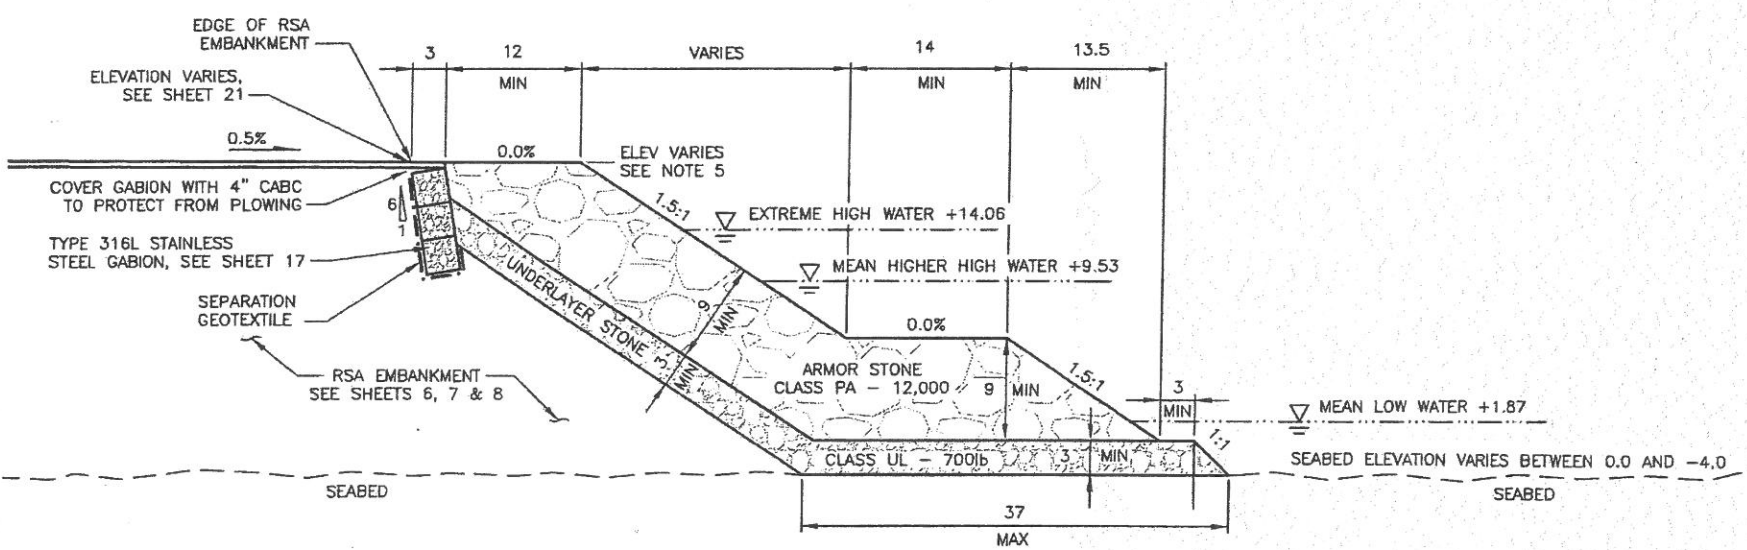 EDGE OF RSA
EMBANKMENT
3
12
MIN
VARIES
14
MIN
13.5
MIN
ELEVATION VARIES,
SEE SHEET 21
0.5%
0.0%
ELEV VARIES
SEE NOTE 5
COVER GABION WITH 4" CABC
TO PROTECT FROM PLOWING
6
1
1.5:1
EXTREME HIGH WATER +14.06
TYPE 316L STAINLESS
STEEL GABION, SEE SHEET 17
MEAN HIGHER HIGH WATER +9.53
SEPARATION
GEOTEXTILE
UNDERLAYER STONE
9
MIN
3
MIN
0.0%
RSA EMBANKMENT
SEE SHEETS 6, 7 & 8
ARMOR STONE
CLASS PA - 12,000
9 MIN
1.5:1
3
MIN
MEAN LOW WATER +1.87
1:1
CLASS UL - 700lb
3 MIN
SEABED ELEVATION VARIES BETWEEN 0.0 AND -4.0
SEABED
SEABED
37
MAX